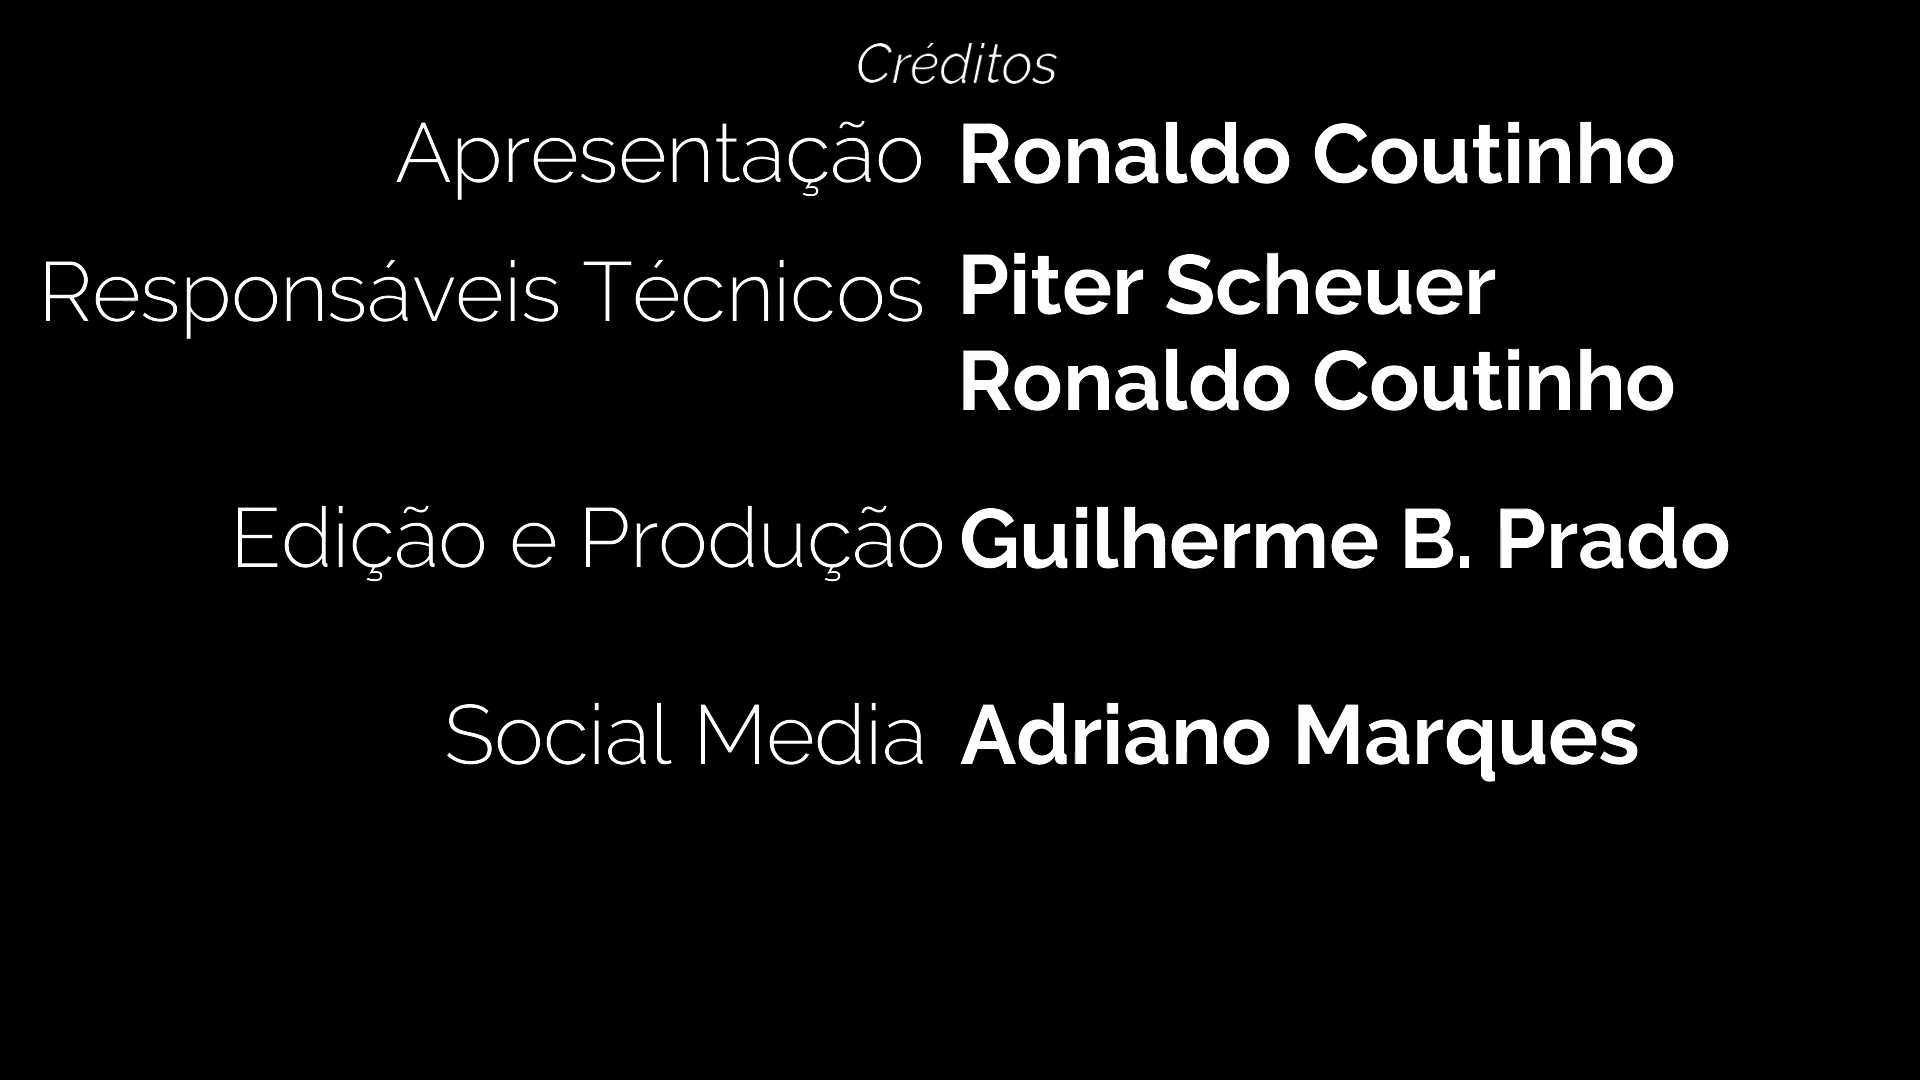 Créditos
Apresentação Ronaldo Coutinho
Responsáveis Técnicos Piter Scheuer
Ronaldo Coutinho
Edição e Produção Guilherme B. Prado
Social Media Adriano Marques